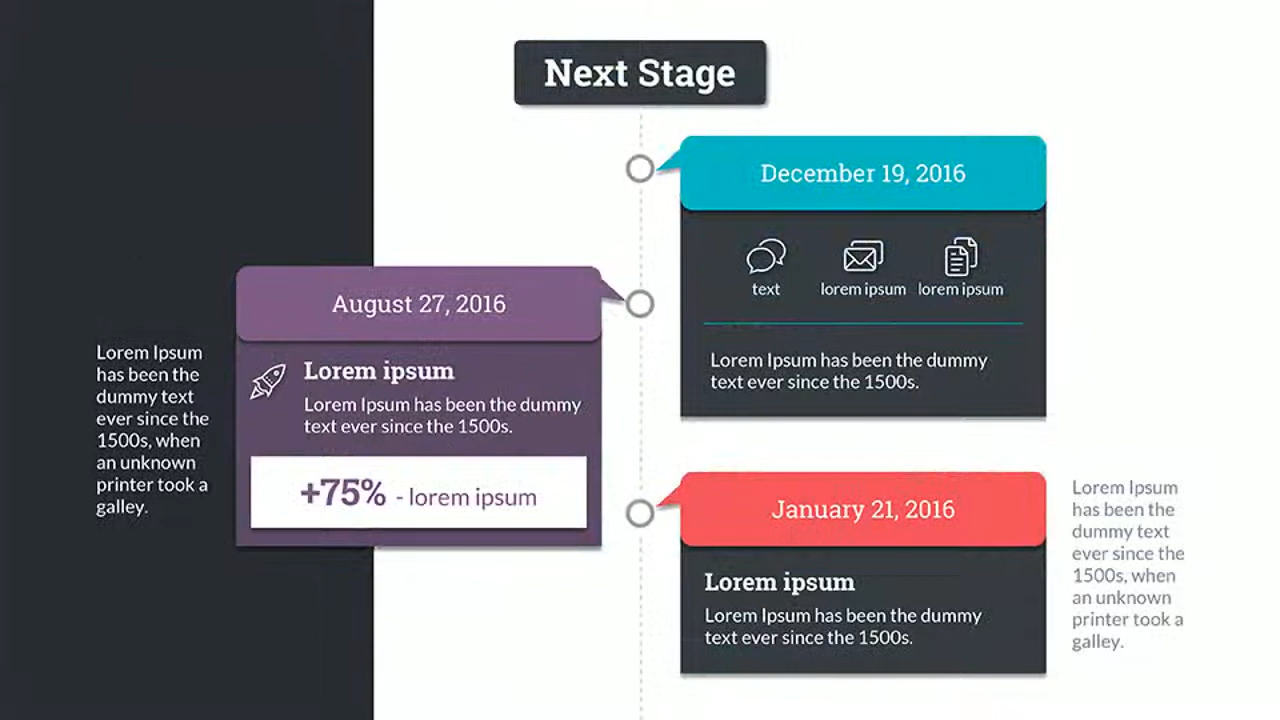 Next Stage
December 19, 2016
text
lorem ipsum
lorem ipsum
Lorem Ipsum has been the dummy
text ever since the 1500s.
August 27, 2016
Lorem ipsum
Lorem Ipsum has been the dummy
text ever since the 1500s.
+75% - lorem ipsum
Lorem Ipsum
has been the
dummy text
ever since the
1500s, when
an unknown
printer took a
galley.
January 21, 2016
Lorem ipsum
Lorem Ipsum has been the dummy
text ever since the 1500s.
Lorem Ipsum
has been the
dummy text
ever since the
1500s, when
an unknown
printer took a
galley.